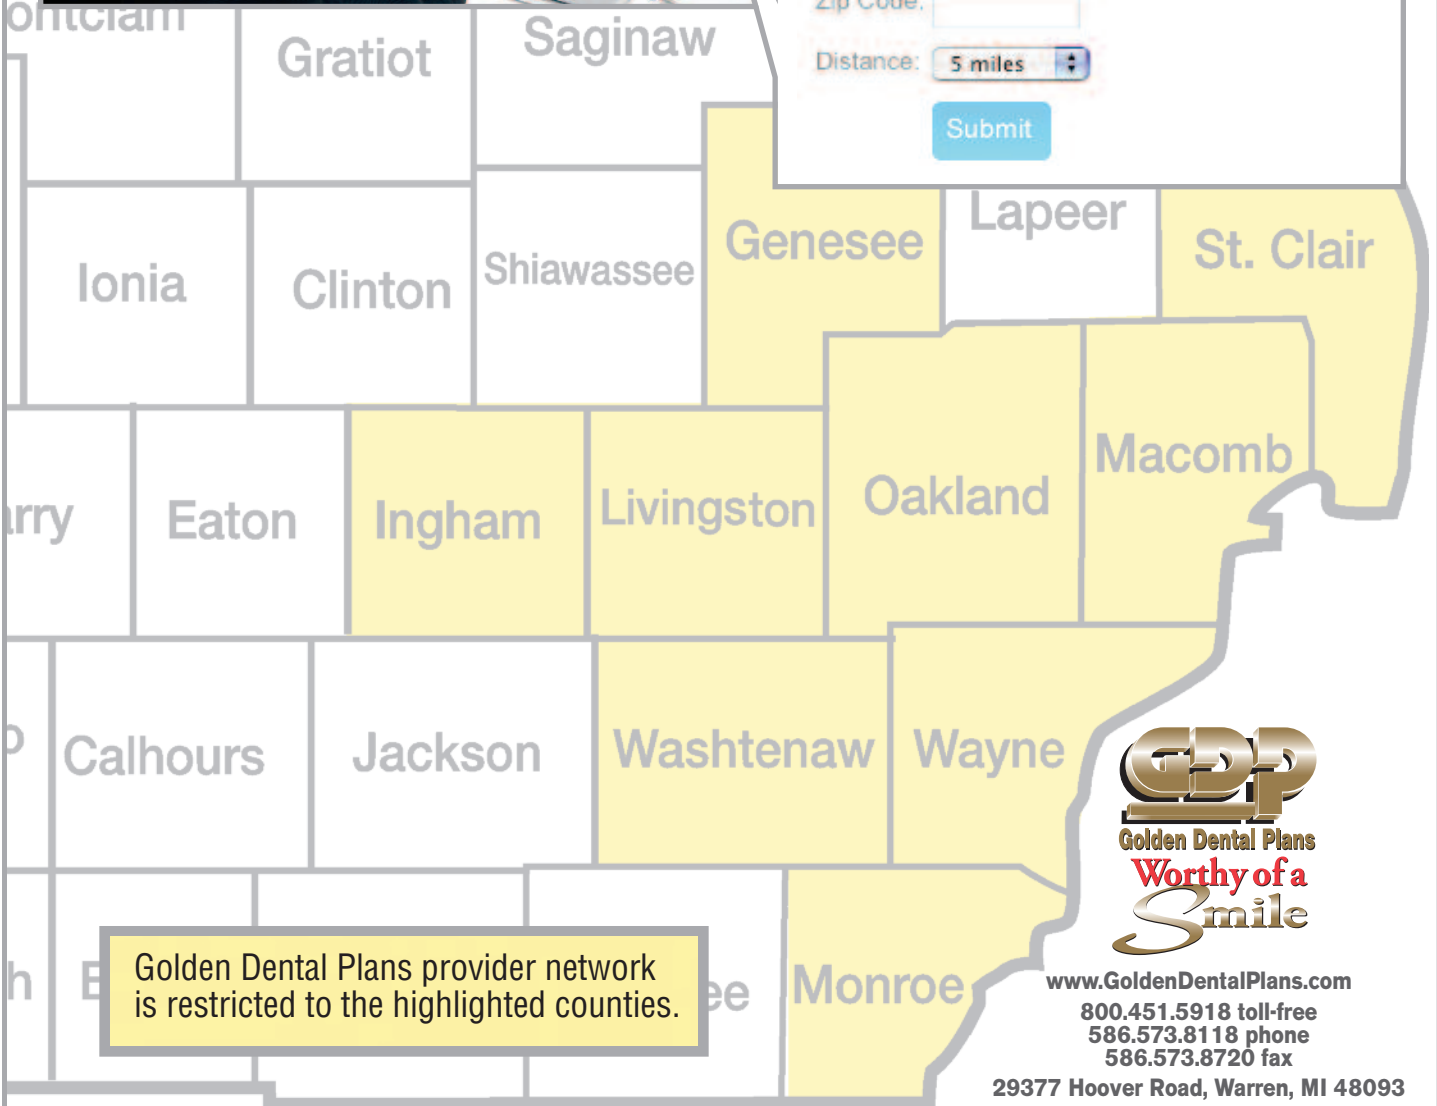 Zip Code:
Distance: 5 miles
Submit
Gratiot
Saginaw
Genesee
Lapeer
St. Clair
Ionia
Clinton
Shiawassee
Eaton
Ingham
Livingston
Oakland
Macomb
Calhours
Jackson
Washtenaw
Wayne
Monroe
Golden Dental Plans provider network
is restricted to the highlighted counties.
GDP
Golden Dental Plans
Worthy of a
Smile
www.GoldenDentalPlans.com
800.451.5918 toll-free
586.573.8118 phone
586.573.8720 fax
29377 Hoover Road, Warren, MI 48093